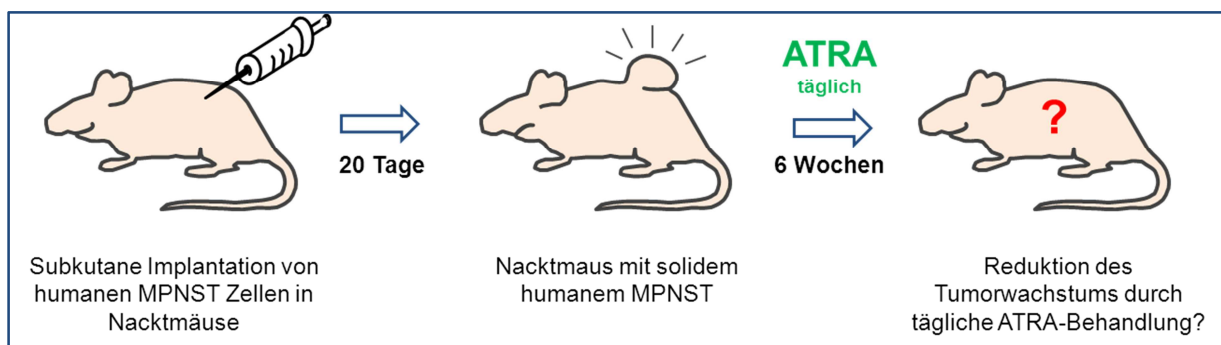 ATRA
täglich
20 Tage
6 Wochen
?
Subkutane Implantation von
humanen MPNST Zellen in
Nacktmäuse
Nacktmaus mit solidem
humanem MPNST
Reduktion des
Tumorwachstums durch
tägliche ATRA-Behandlung?